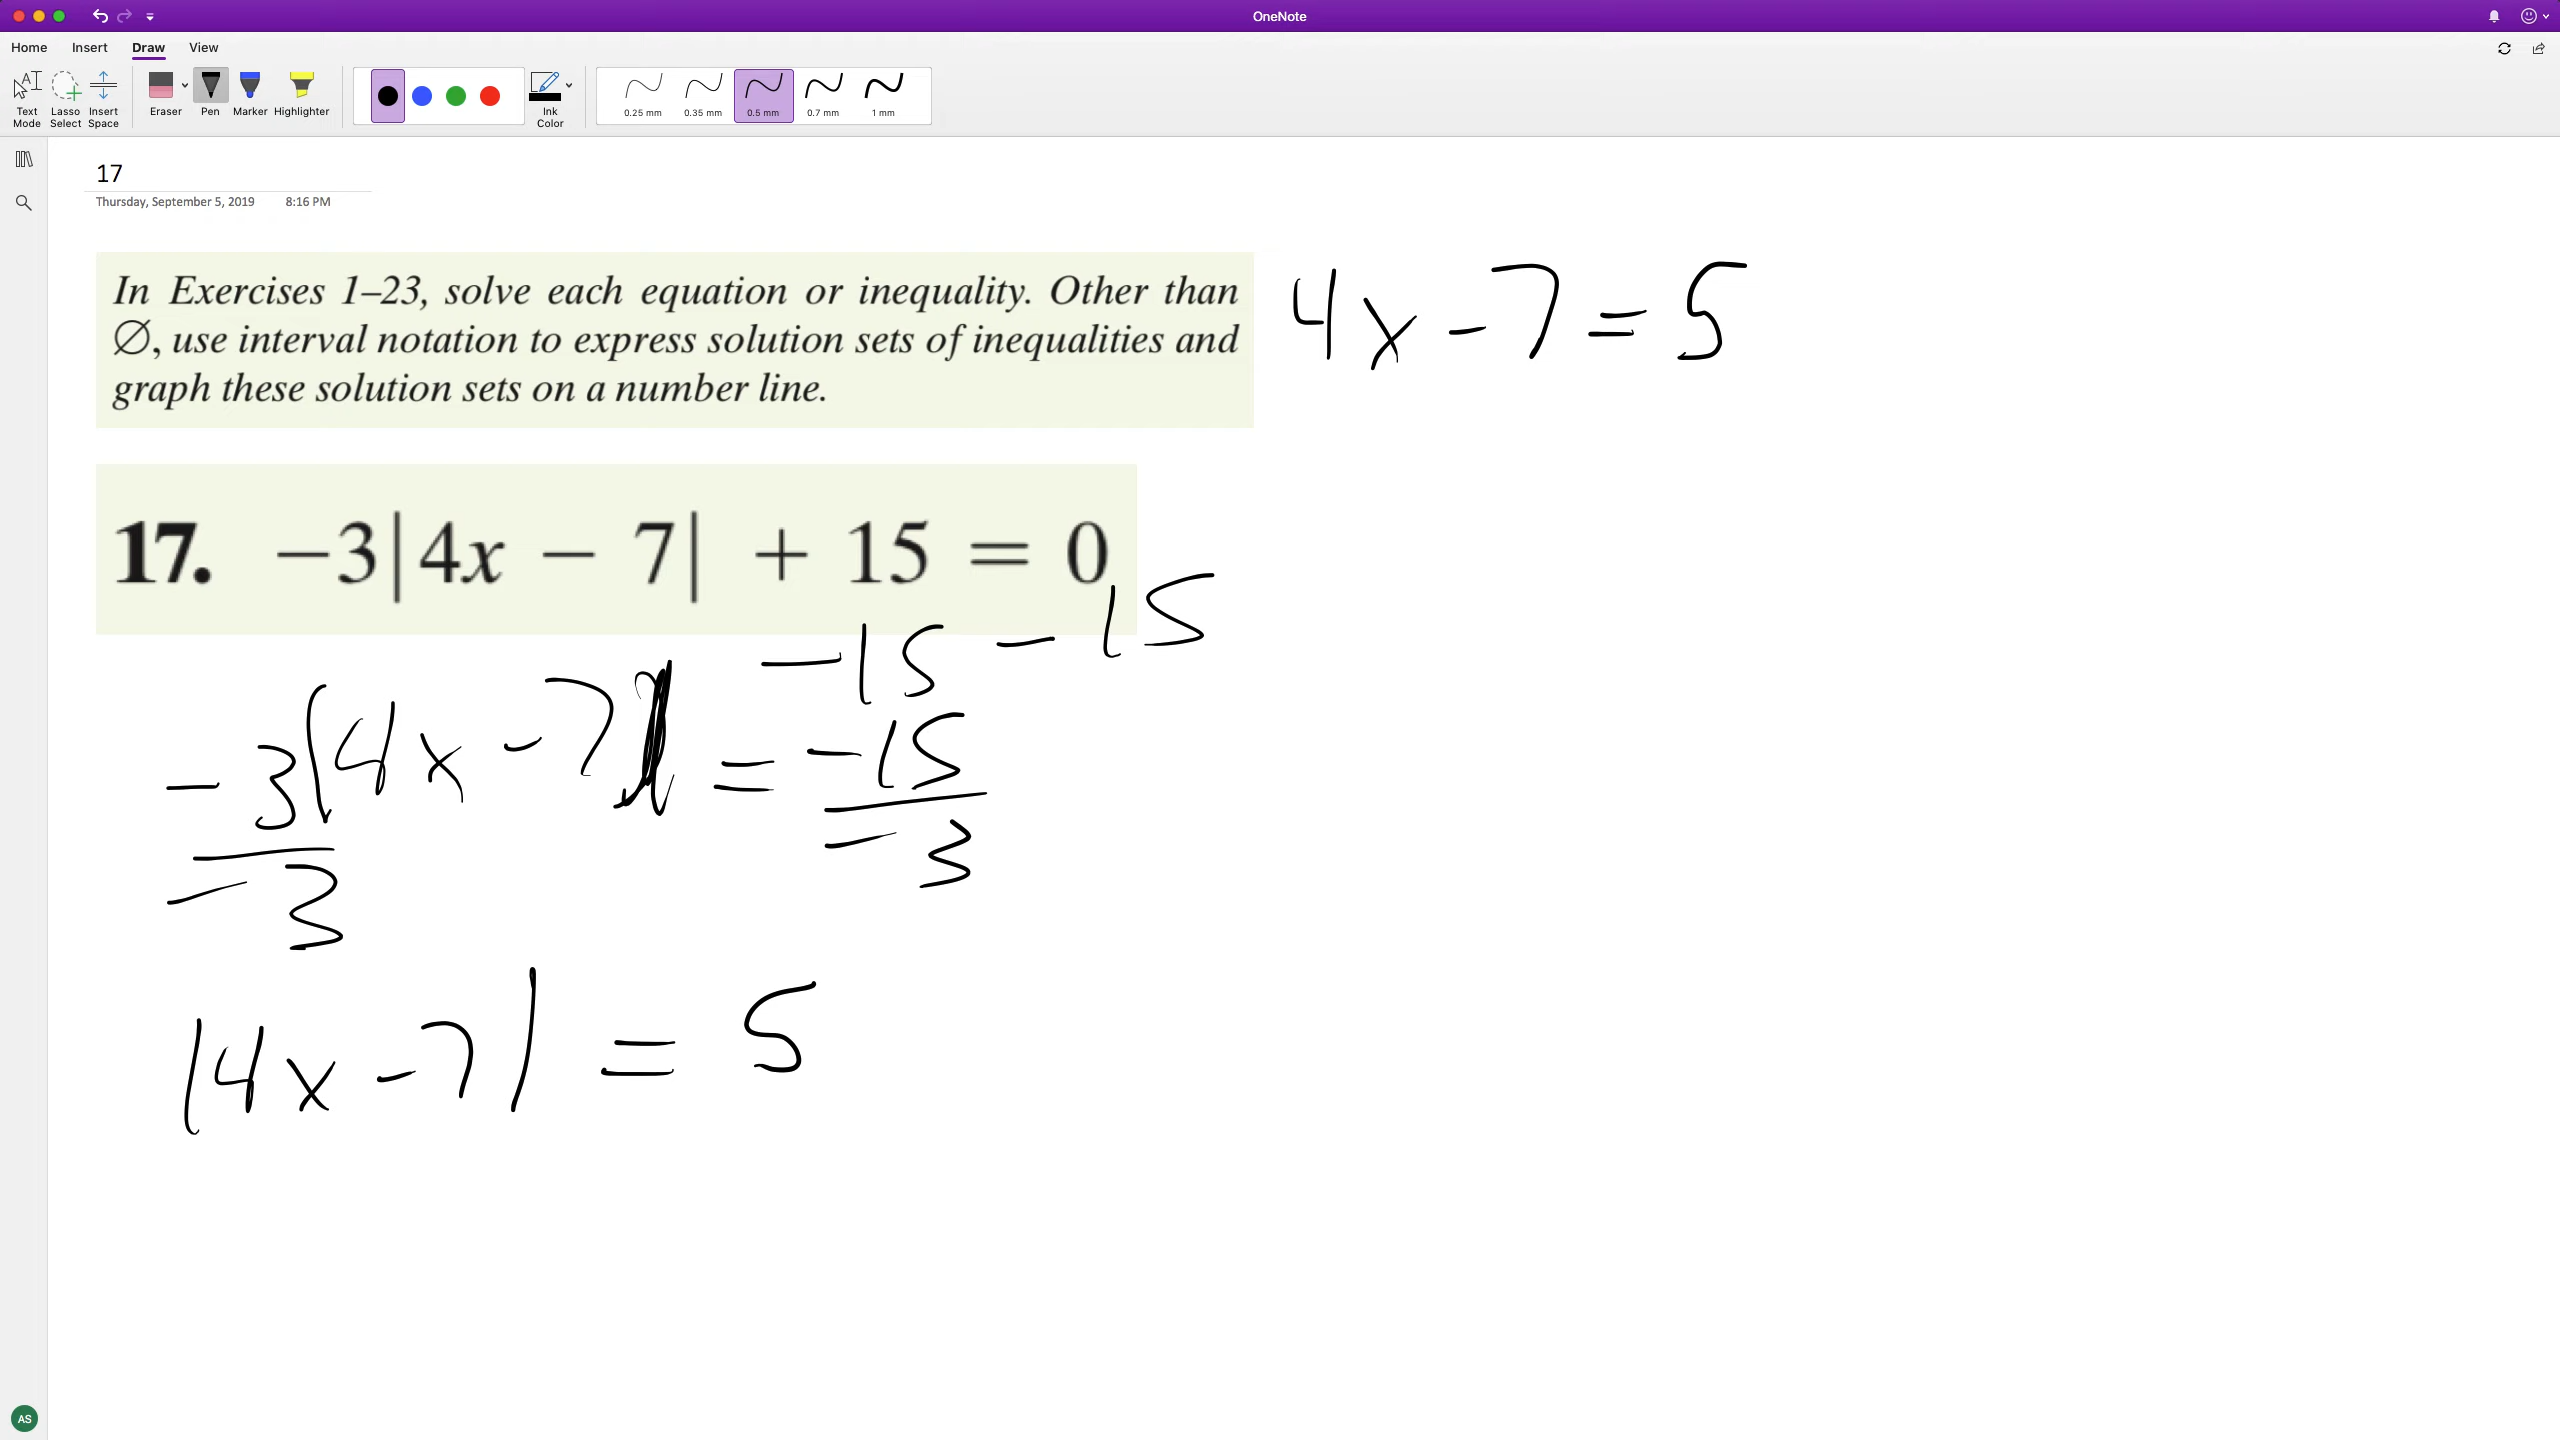 OneNote
Home Insert Draw View
Text Mode
Lasso Select
Insert Space
Eraser
Pen
Marker
Highlighter
Ink Color
0.25 mm
0.35 mm
0.5 mm
0.7 mm
1 mm
17
Thursday, September 5, 2019 8:16 PM
In Exercises 1–23, solve each equation or inequality. Other than
∅, use interval notation to express solution sets of inequalities and
graph these solution sets on a number line.
4x - 7 = 5
17. −3|4x − 7| + 15 = 0
-15 -15
-3|4x - 7| = -15
-3 -3
|4x - 7| = 5
AS